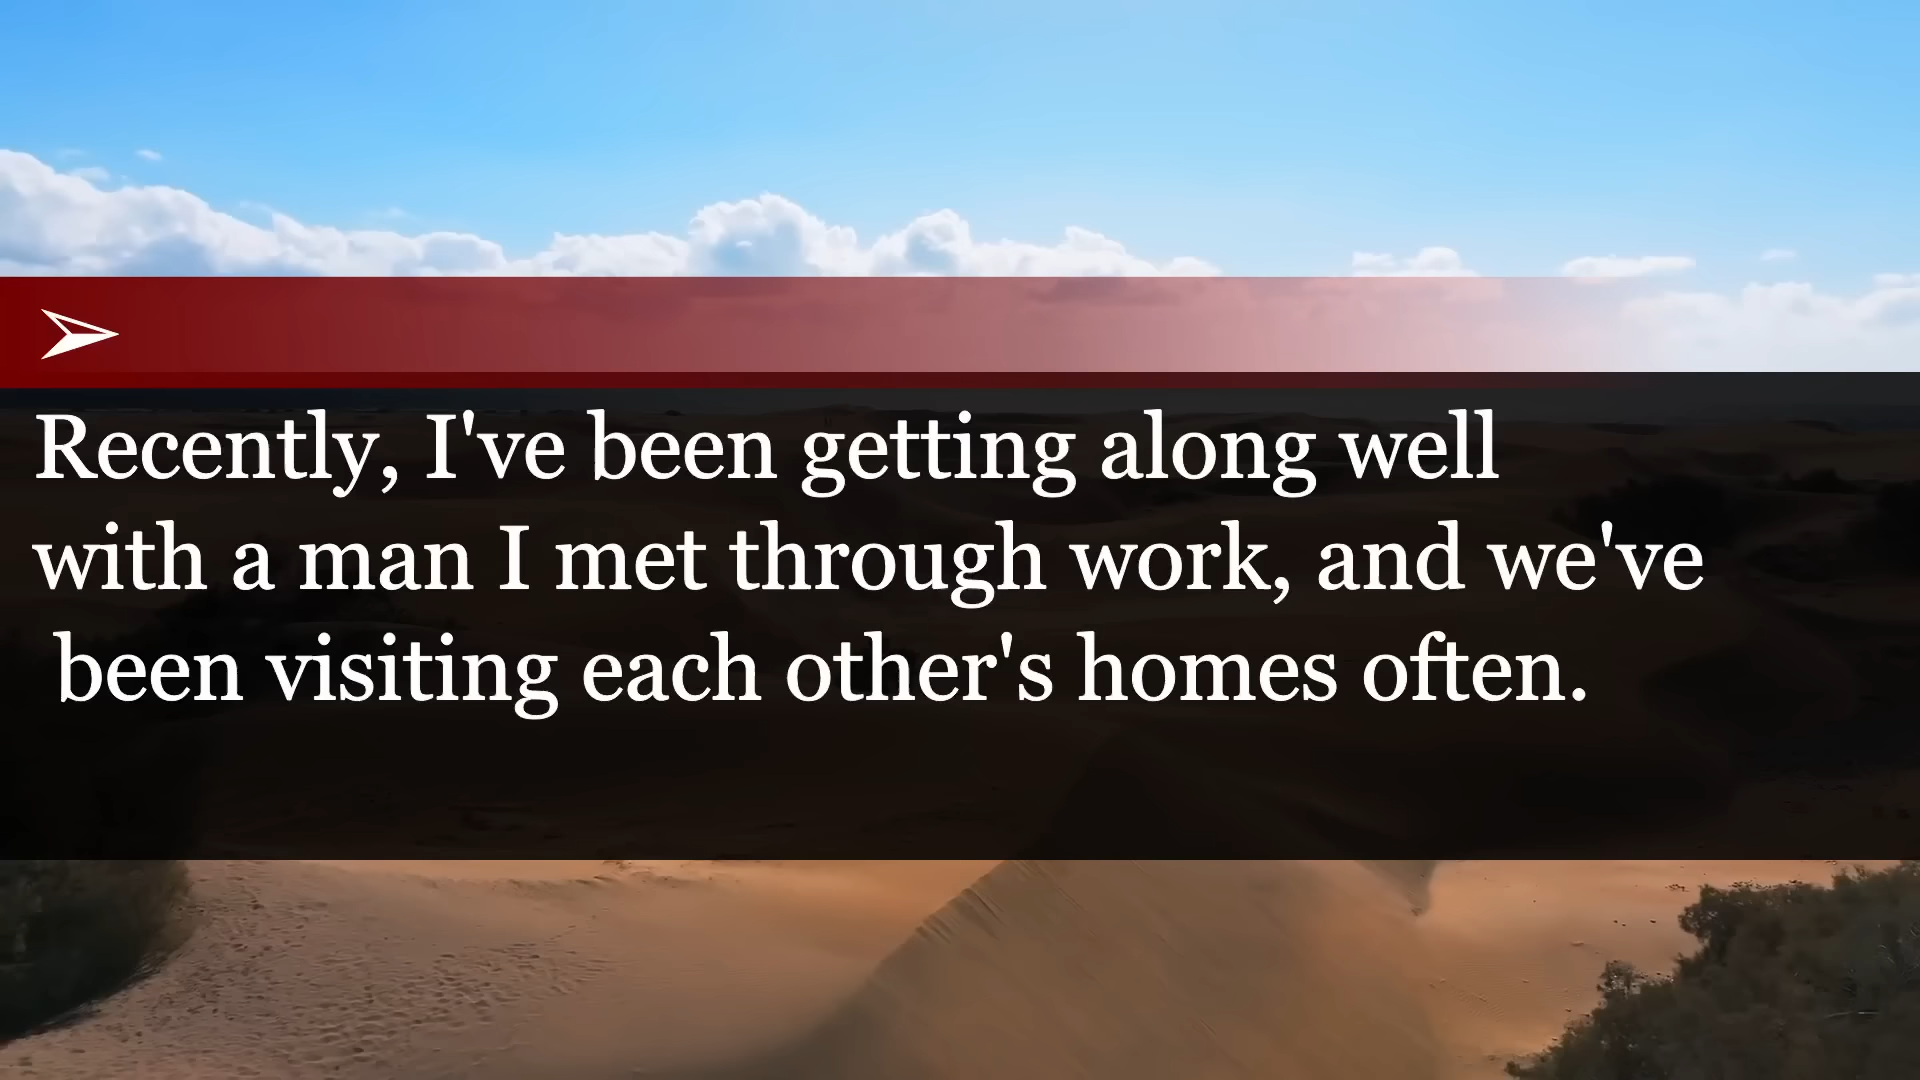 Recently, I've been getting along well
with a man I met through work, and we've
been visiting each other's homes often.